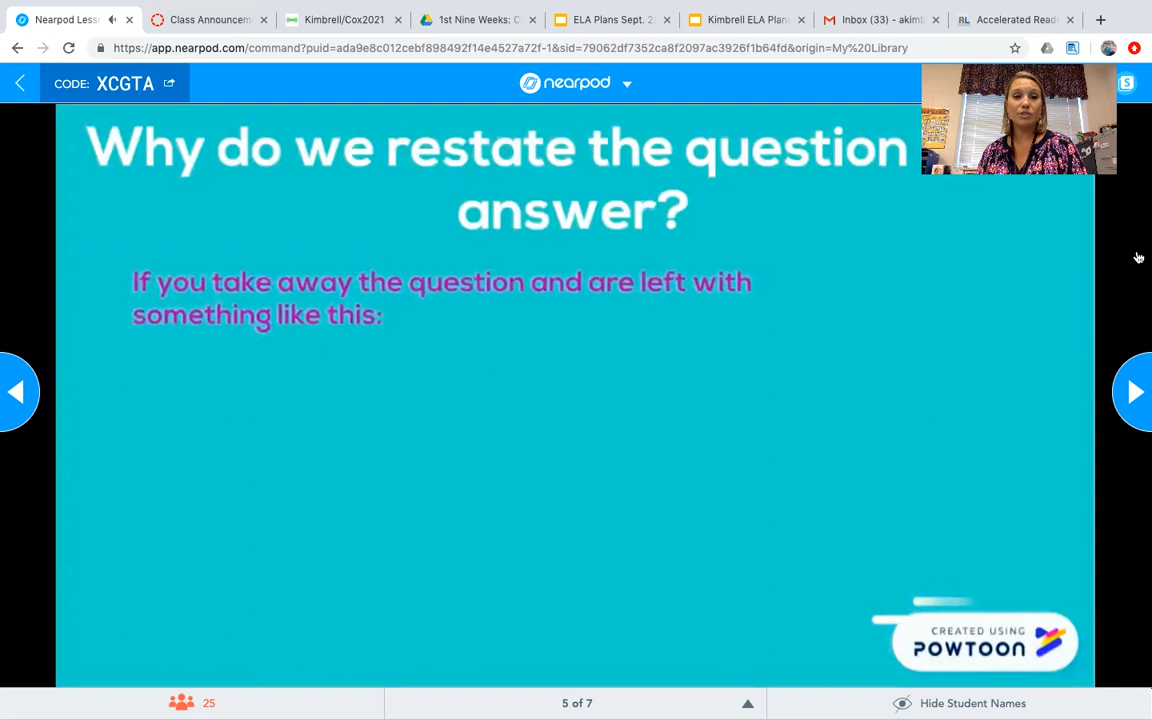 Nearpod Less
Class Announcem
Kimbrell/Cox2021
1st Nine Weeks: C
ELA Plans Sept. 2
Kimbrell ELA Plan
Inbox (33) - akim
Accelerated Read
https://app.nearpod.com/command?puid=ada9e8c012cebf898492f14e4527a72f-1&sid=79062df7352ca8f2097ac3926f1b64fd&origin=My%20Library
CODE: XCGTA
nearpod
S
Why do we restate the question
answer?
If you take away the question and are left with
something like this:
CREATED USING
POWTOON
25
5 of 7
Hide Student Names